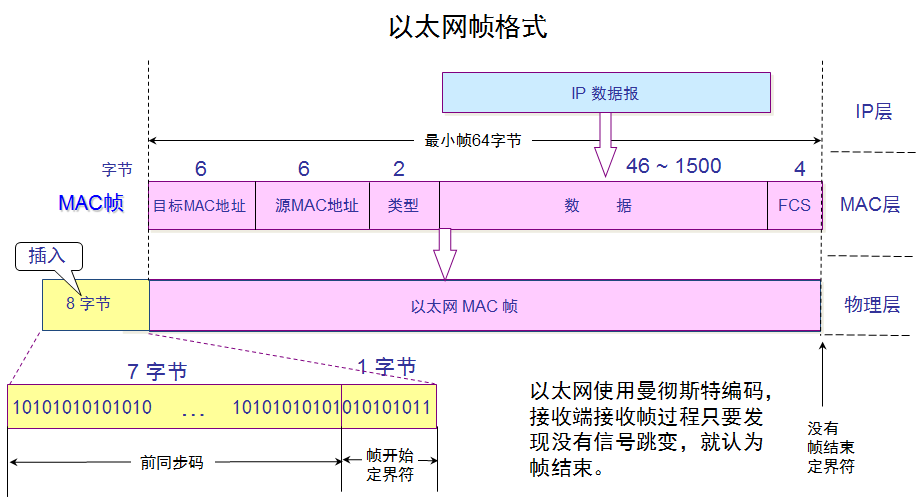 以太网帧格式
IP 数据报
IP层
最小帧64字节
字节
6
6
2
46 ~ 1500
4
MAC帧
目标MAC地址
源MAC地址
类型
数 据
FCS
MAC层
插入
8 字节
以太网 MAC 帧
物理层
7 字节
1 字节
10101010101010 ... 10101010101010101011
前同步码
帧开始
定界符
以太网使用曼彻斯特编码，
接收端接收帧过程只要发
现没有信号跳变，就认为
帧结束。
没有
帧结束
定界符